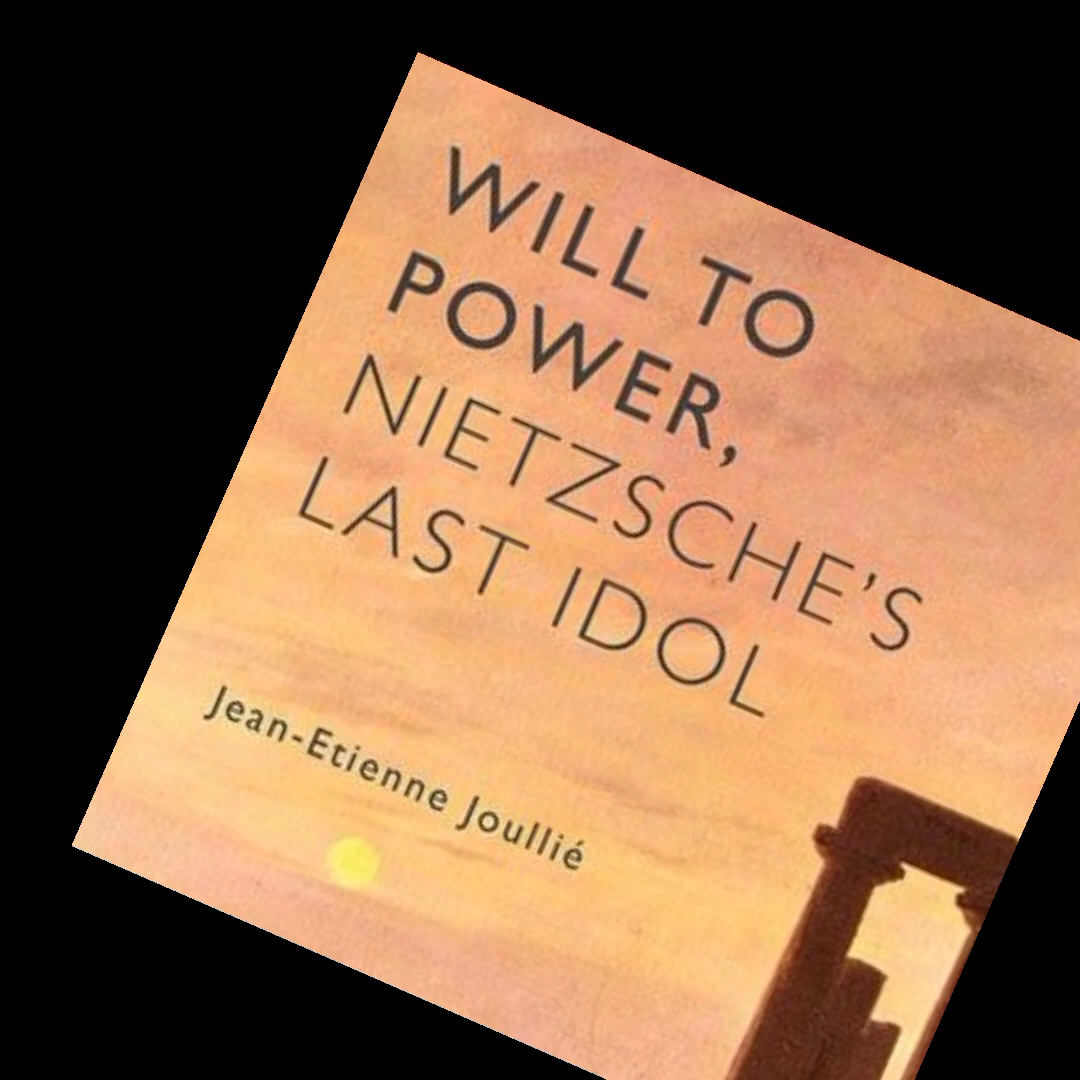 WILL TO
POWER,
NIETZSCHE'S
LAST IDOL
Jean-Etienne Joullié